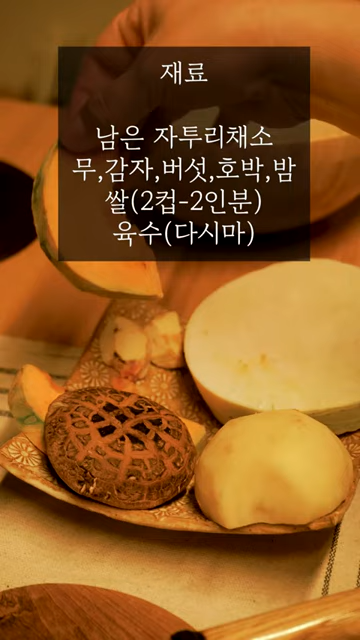 재료
남은 자투리채소
무,감자,버섯,호박,밤
쌀(2컵-2인분)
육수(다시마)